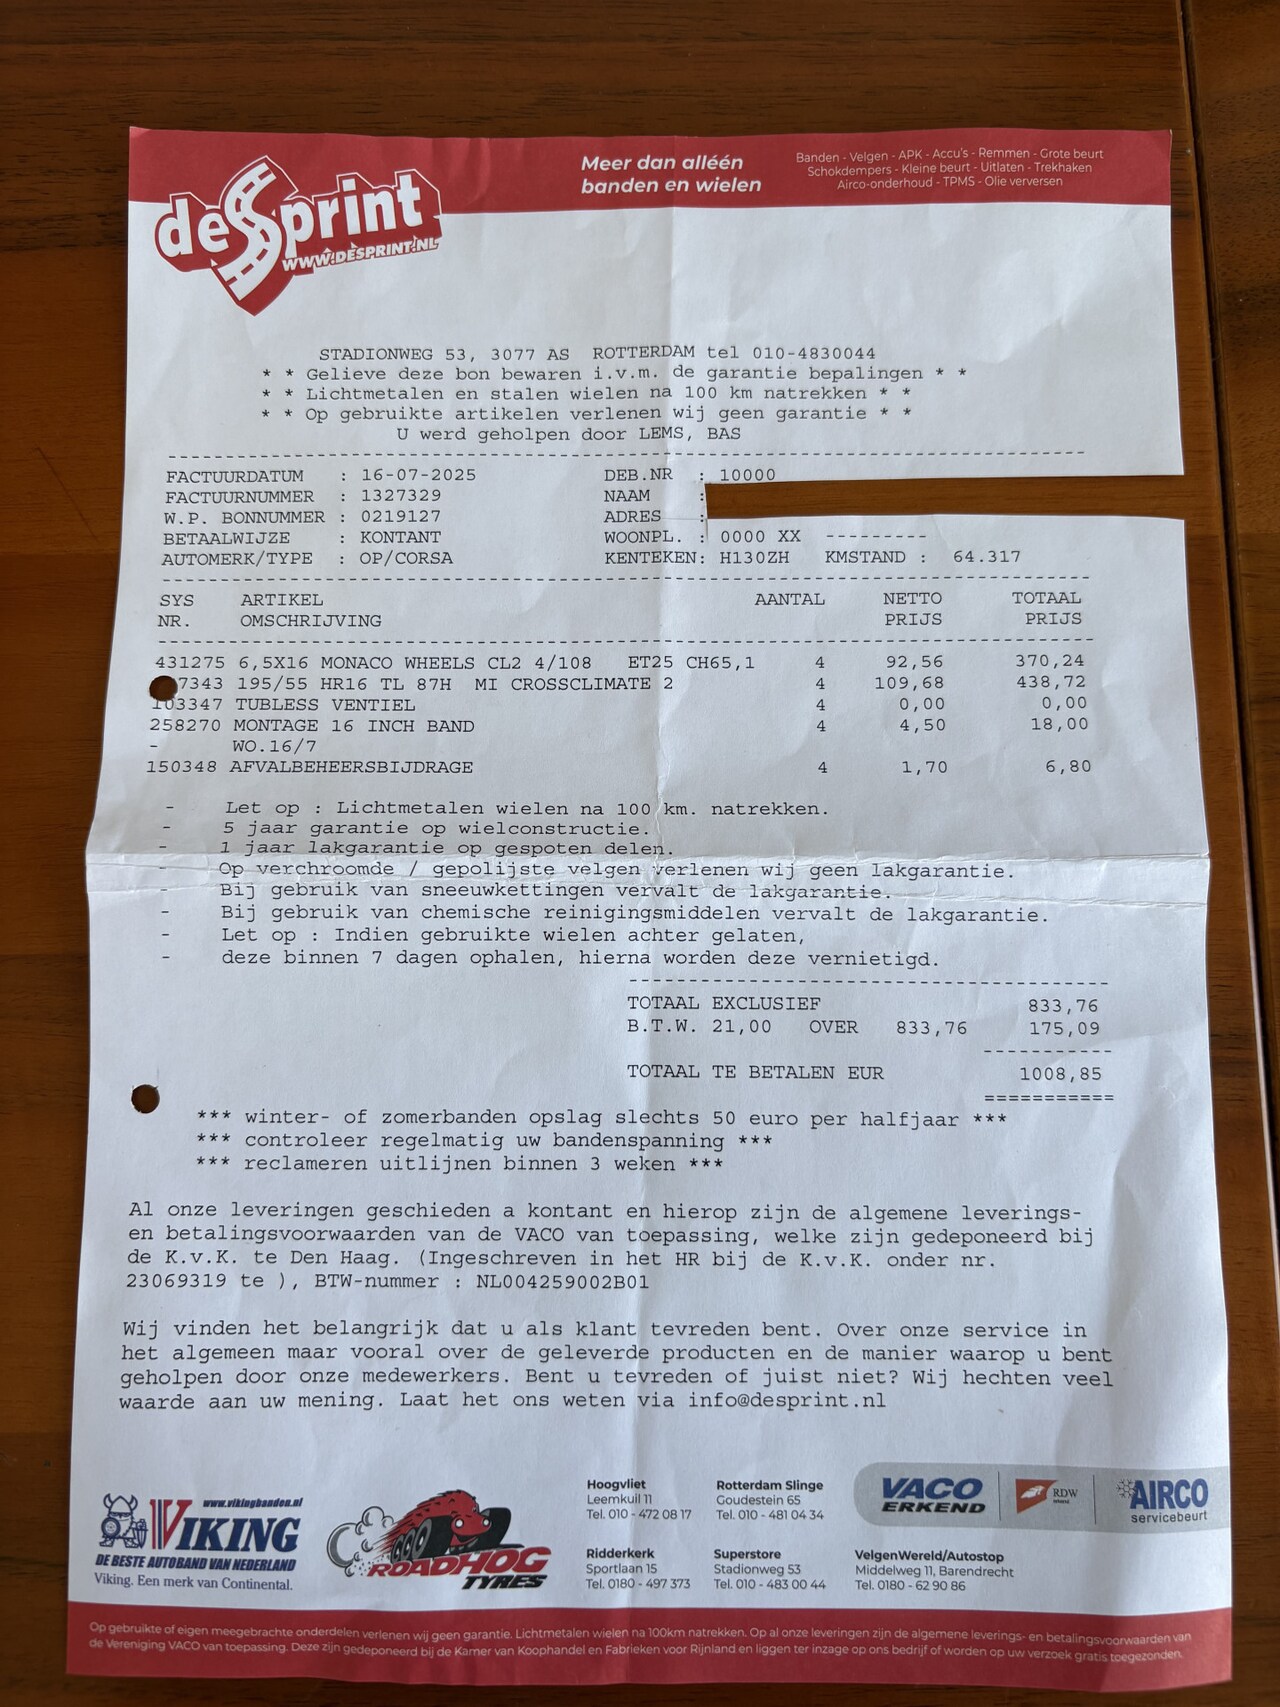 deSprint
WWW.DESPRINT.NL
Meer dan alléén
banden en wielen
Banden - Velgen - APK - Accu's - Remmen - Grote beurt
Schokdempers - Kleine beurt - Uitlaten - Trekhaken
Airco-onderhoud - TPMS - Olie verversen
STADIONWEG 53, 3077 AS ROTTERDAM tel 010-4830044
* * Gelieve deze bon bewaren i.v.m. de garantie bepalingen * *
* * Lichtmetalen en stalen wielen na 100 km natrekken * *
* * Op gebruikte artikelen verlenen wij geen garantie * *
U werd geholpen door LEMS, BAS
FACTUURDATUM : 16-07-2025 DEB.NR : 10000
FACTUURNUMMER : 1327329 NAAM :
W.P. BONNUMMER : 0219127 ADRES :
BETAALWIJZE : KONTANT WOONPL. : 0000 XX ---------
AUTOMERK/TYPE : OP/CORSA KENTEKEN: H130ZH KMSTAND : 64.317
SYS ARTIKEL AANTAL NETTO TOTAAL
NR. OMSCHRIJVING PRIJS PRIJS
431275 6,5X16 MONACO WHEELS CL2 4/108 ET25 CH65,1 4 92,56 370,24
7343 195/55 HR16 TL 87H MI CROSSCLIMATE 2 4 109,68 438,72
103347 TUBLESS VENTIEL 4 0,00 0,00
258270 MONTAGE 16 INCH BAND 4 4,50 18,00
- WO.16/7
150348 AFVALBEHEERSBIJDRAGE 4 1,70 6,80
- Let op : Lichtmetalen wielen na 100 km. natrekken.
- 5 jaar garantie op wielconstructie.
- 1 jaar lakgarantie op gespoten delen.
- Op verchroomde / gepolijste velgen verlenen wij geen lakgarantie.
- Bij gebruik van sneeuwkettingen vervalt de lakgarantie.
- Bij gebruik van chemische reinigingsmiddelen vervalt de lakgarantie.
- Let op : Indien gebruikte wielen achter gelaten,
- deze binnen 7 dagen ophalen, hierna worden deze vernietigd.
TOTAAL EXCLUSIEF 833,76
B.T.W. 21,00 OVER 833,76 175,09
TOTAAL TE BETALEN EUR 1008,85
*** winter- of zomerbanden opslag slechts 50 euro per halfjaar ***
*** controleer regelmatig uw bandenspanning ***
*** reclameren uitlijnen binnen 3 weken ***
Al onze leveringen geschieden a kontant en hierop zijn de algemene leverings-
en betalingsvoorwaarden van de VACO van toepassing, welke zijn gedeponeerd bij
de K.v.K. te Den Haag. (Ingeschreven in het HR bij de K.v.K. onder nr.
23069319 te ), BTW-nummer : NL004259002B01
Wij vinden het belangrijk dat u als klant tevreden bent. Over onze service in
het algemeen maar vooral over de geleverde producten en de manier waarop u bent
geholpen door onze medewerkers. Bent u tevreden of juist niet? Wij hechten veel
waarde aan uw mening. Laat het ons weten via info@desprint.nl
www.vikingbanden.nl
VIKING
DE BESTE AUTOBAND VAN NEDERLAND
Viking. Een merk van Continental.
ROADHOG
TYRES
Hoogvliet
Leemkuil 11
Tel. 010 - 472 08 17
Rotterdam Slinge
Goudestein 65
Tel. 010 - 481 04 34
VACO
ERKEND
RDW
AIRCO
servicebeurt
Ridderkerk
Sportlaan 15
Tel. 0180 - 497 373
Superstore
Stadionweg 53
Tel. 010 - 483 00 44
VelgenWereld/Autostop
Middelweg 11, Barendrecht
Tel. 0180 - 62 90 86
Op gebruikte of eigen meegebrachte onderdelen verlenen wij geen garantie. Lichtmetalen wielen na 100km natrekken. Op al onze leveringen zijn de algemene leverings- en betalingsvoorwaarden van
de Vereniging VACO van toepassing. Deze zijn gedeponeerd bij de Kamer van Koophandel en Fabrieken voor Rijnland en liggen ter inzage op ons bedrijf of worden op uw verzoek gratis toegezonden.